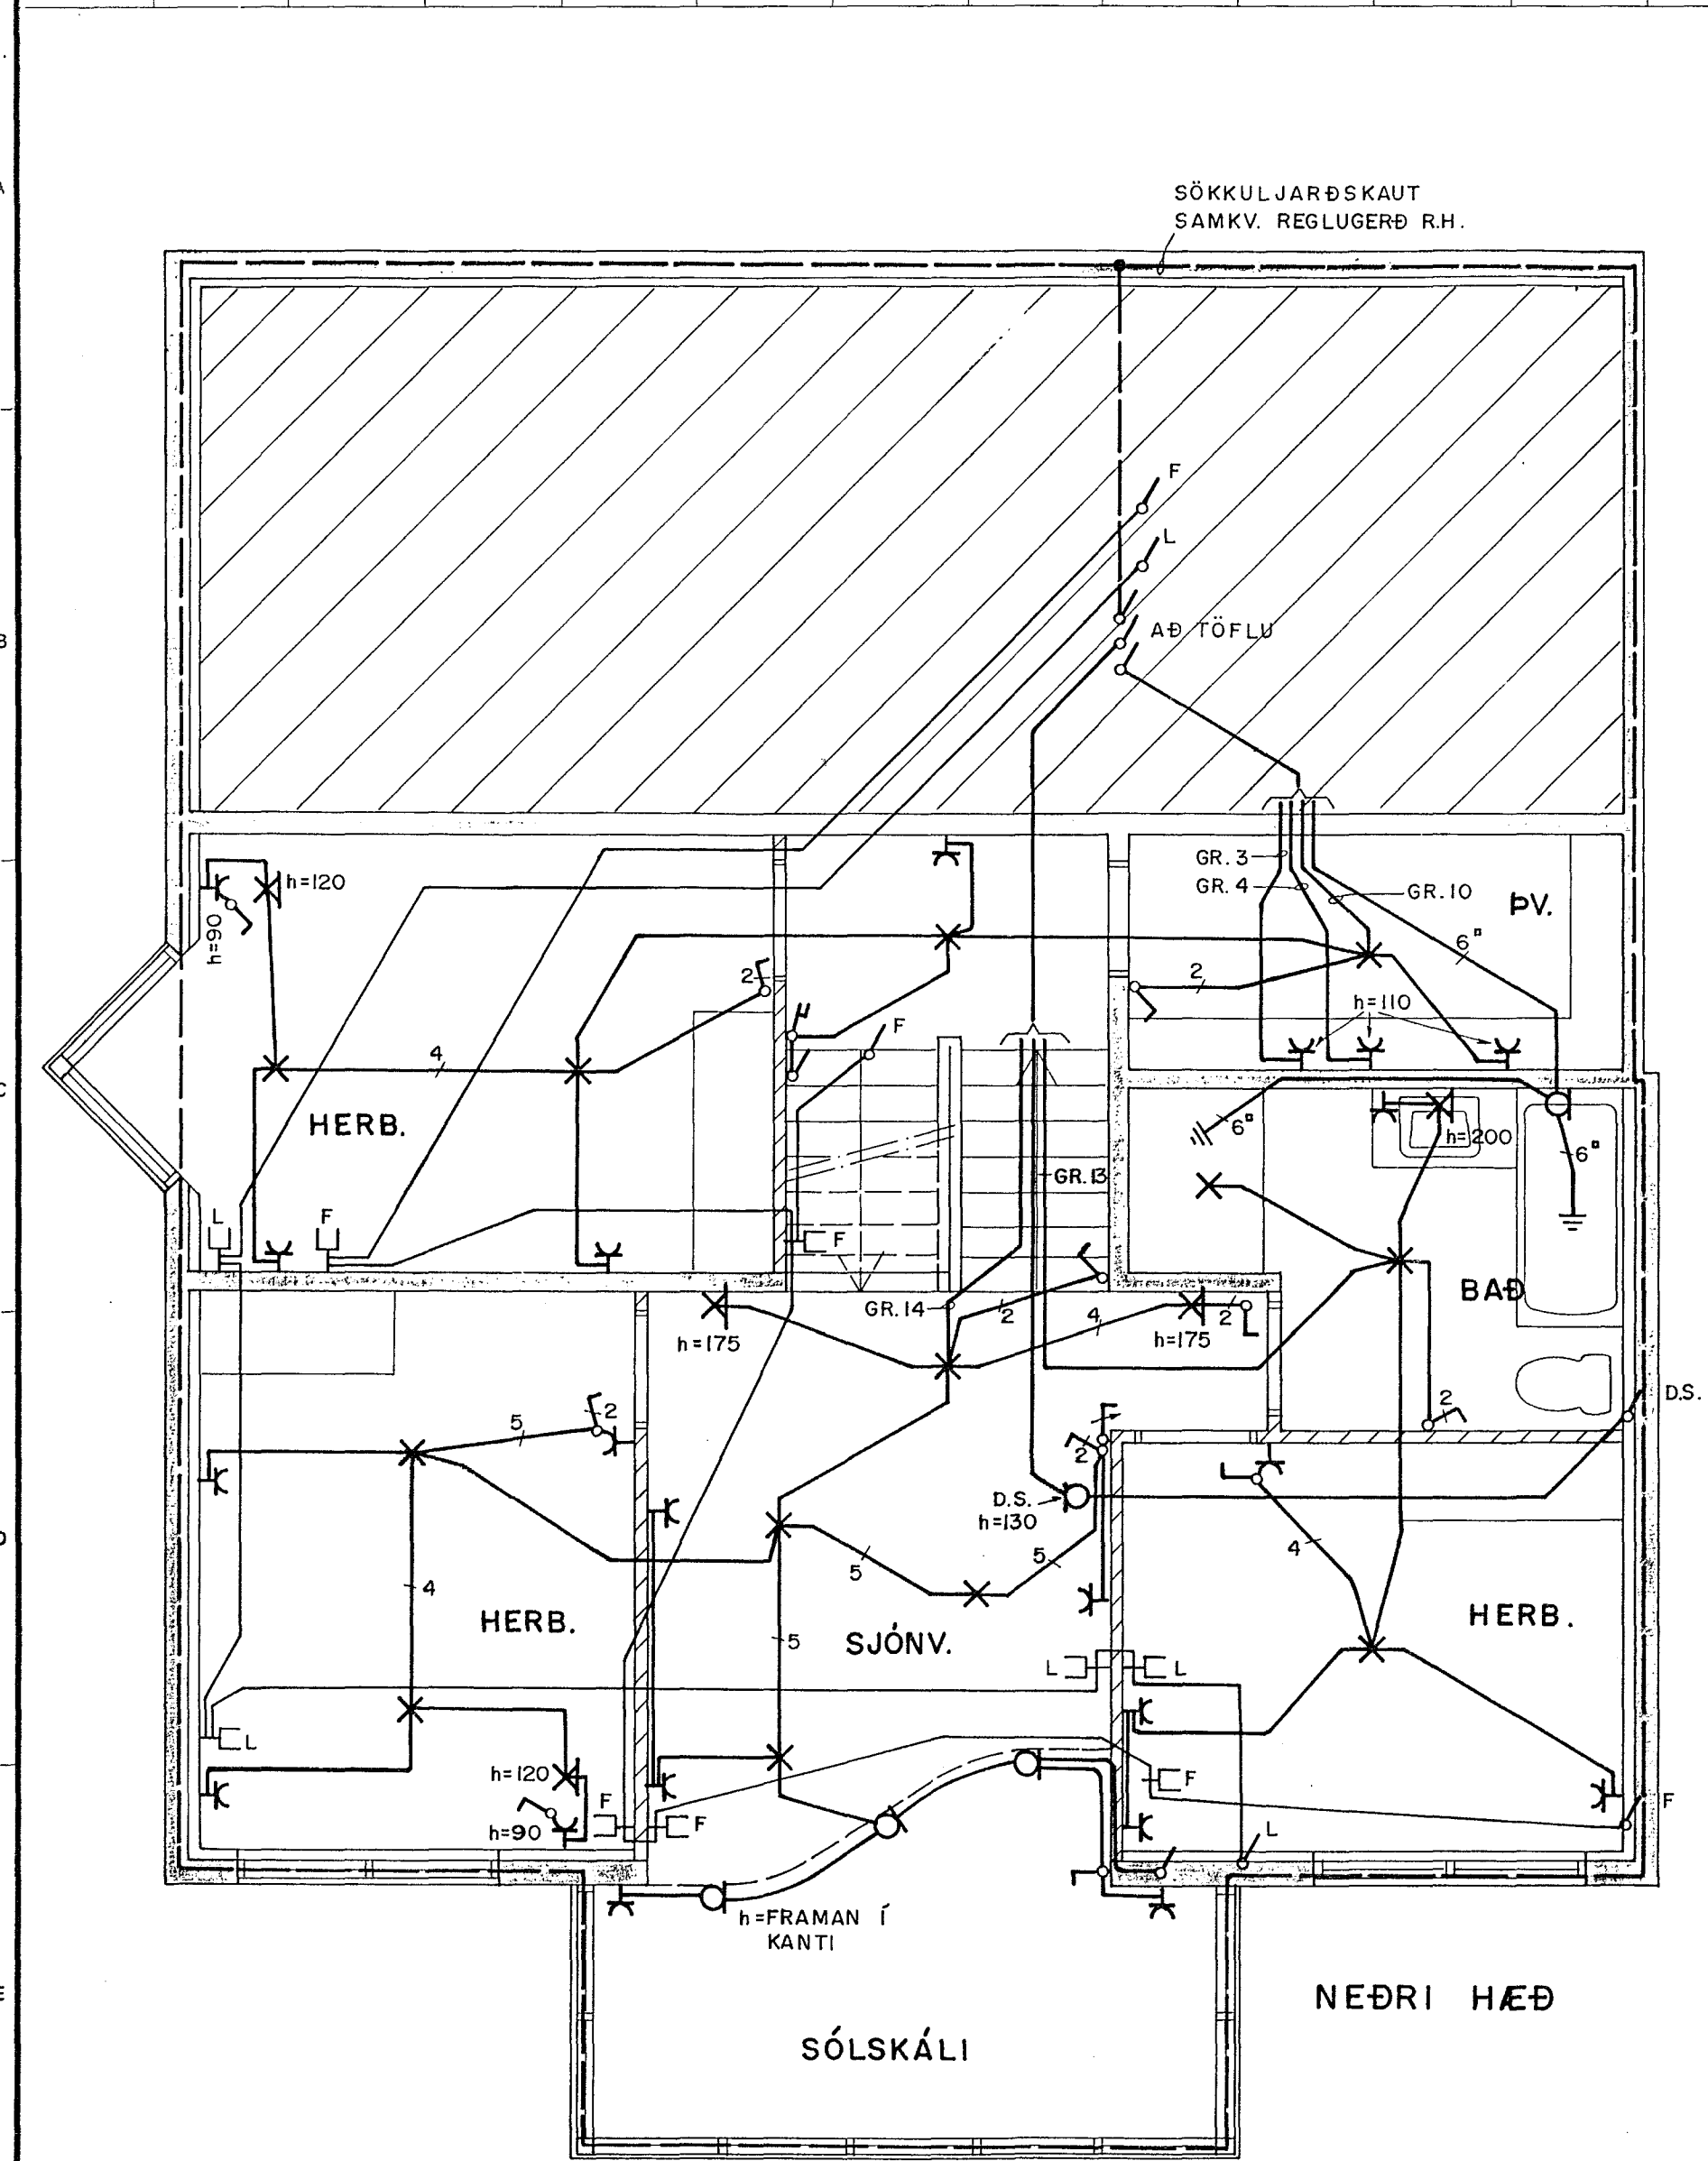 A
B
C
D
E
SÖKKULJARÐSKAUT
SAMKV. REGLUGERÐ R.H.
F
L
AÐ TÖFLU
GR. 3
GR. 4
GR. 10
ÞV.
h=120
h=90
2
2
6▫
h=110
F
4
HERB.
6▫
h=200
6▫
GR. 13
L
F
F
BAÐ
GR. 14
2
4
2
h=175
h=175
D.S.
5
2
2
2
D.S.
h=130
4
5
5
4
HERB.
5
SJÓNV.
HERB.
L
L
L
h=120
F
F
F
F
h=90
L
h=FRAMAN Í
KANTI
NEÐRI HÆÐ
SÓLSKÁLI